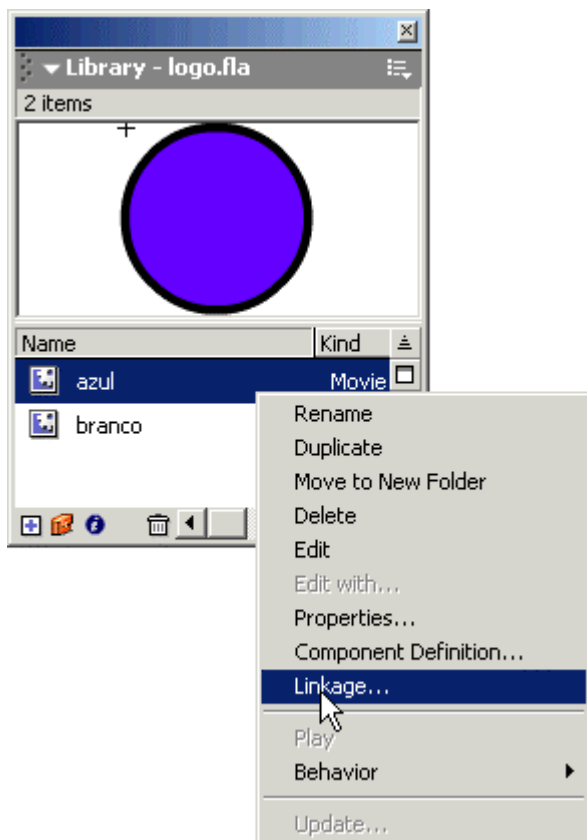 Library - logo.fla
2 items
Name Kind
azul Movie
branco
Rename
Duplicate
Move to New Folder
Delete
Edit
Edit with...
Properties...
Component Definition...
Linkage...
Play
Behavior
Update...